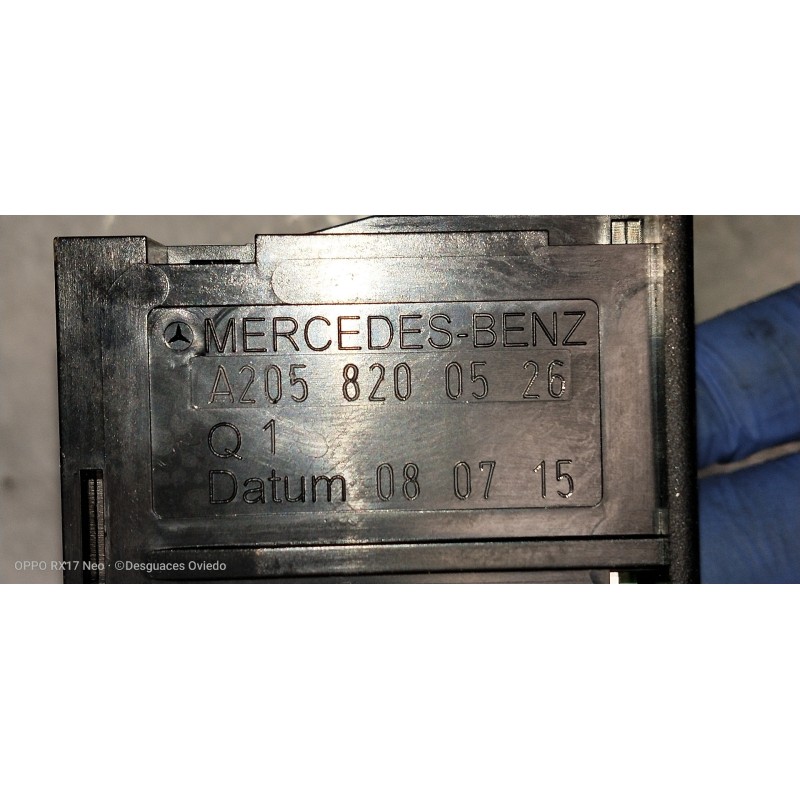 MERCEDES-BENZ
A205 820 05 26
Q 1
Datum 08 07 15
OPPO RX17 Neo · ©Desguaces Oviedo